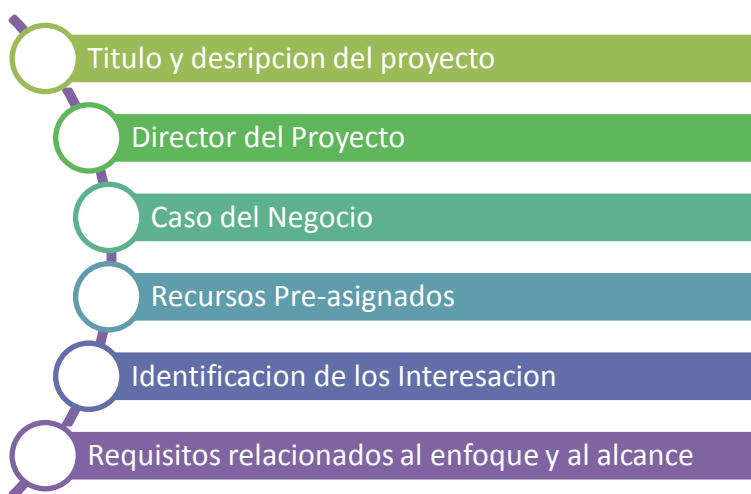 Titulo y desripcion del proyecto
Director del Proyecto
Caso del Negocio
Recursos Pre-asignados
Identificacion de los Interesacion
Requisitos relacionados al enfoque y al alcance